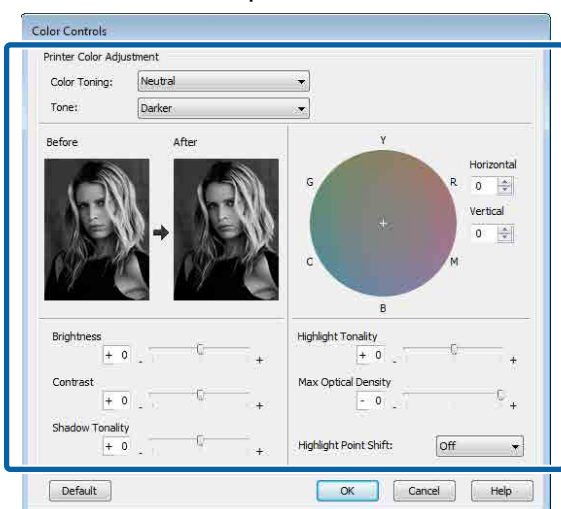 Color Controls
Printer Color Adjustment
Color Toning: Neutral
Tone: Darker
Before After
Y
G R
C M
B
Horizontal
0
Vertical
0
Brightness
+ 0 - +
Contrast
+ 0 - +
Shadow Tonality
+ 0 - +
Highlight Tonality
+ 0 - +
Max Optical Density
- 0 - +
Highlight Point Shift: Off
Default OK Cancel Help